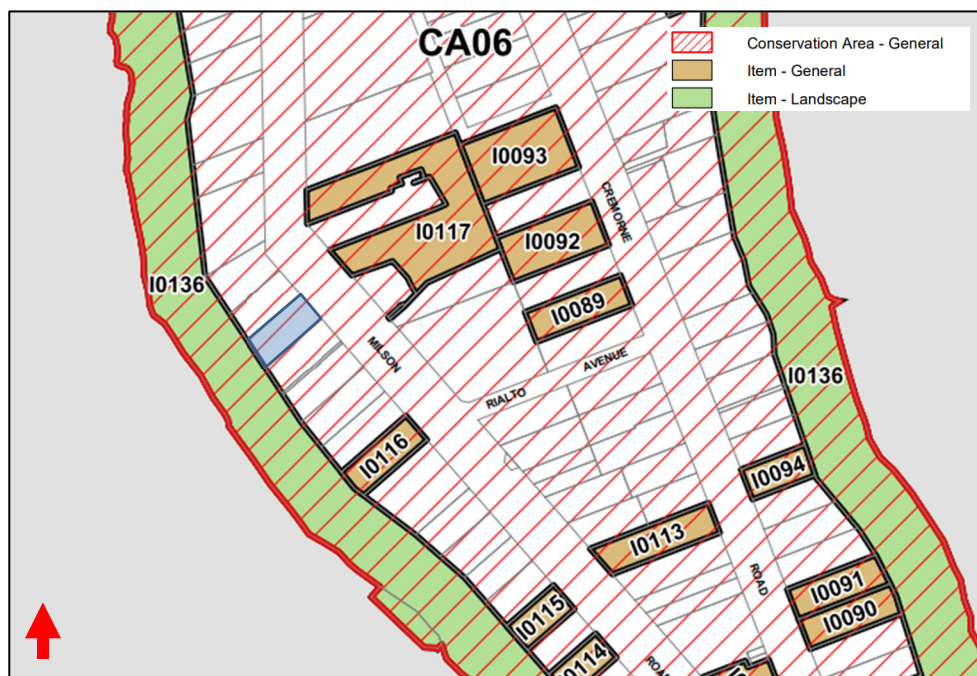 CA06
Conservation Area - General
Item - General
Item - Landscape
I0093
I0117
I0092
CREMORNE
I0136
I0089
MILSON
AVENUE
RIALTO
I0136
I0116
I0094
I0113
ROAD
I0091
I0090
I0115
I0114
ROAD